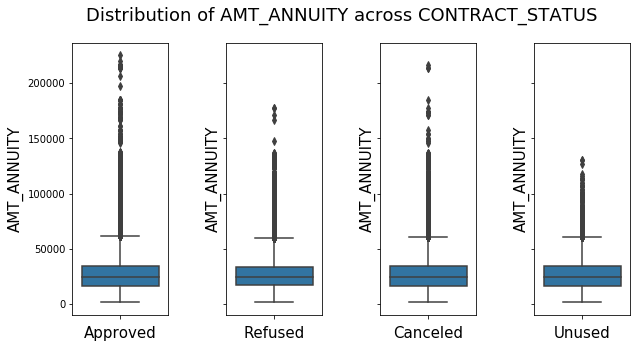 Distribution of AMT_ANNUITY across CONTRACT_STATUS
200000
150000
100000
50000
0
AMT_ANNUITY
AMT_ANNUITY
AMT_ANNUITY
AMT_ANNUITY
Approved
Refused
Canceled
Unused